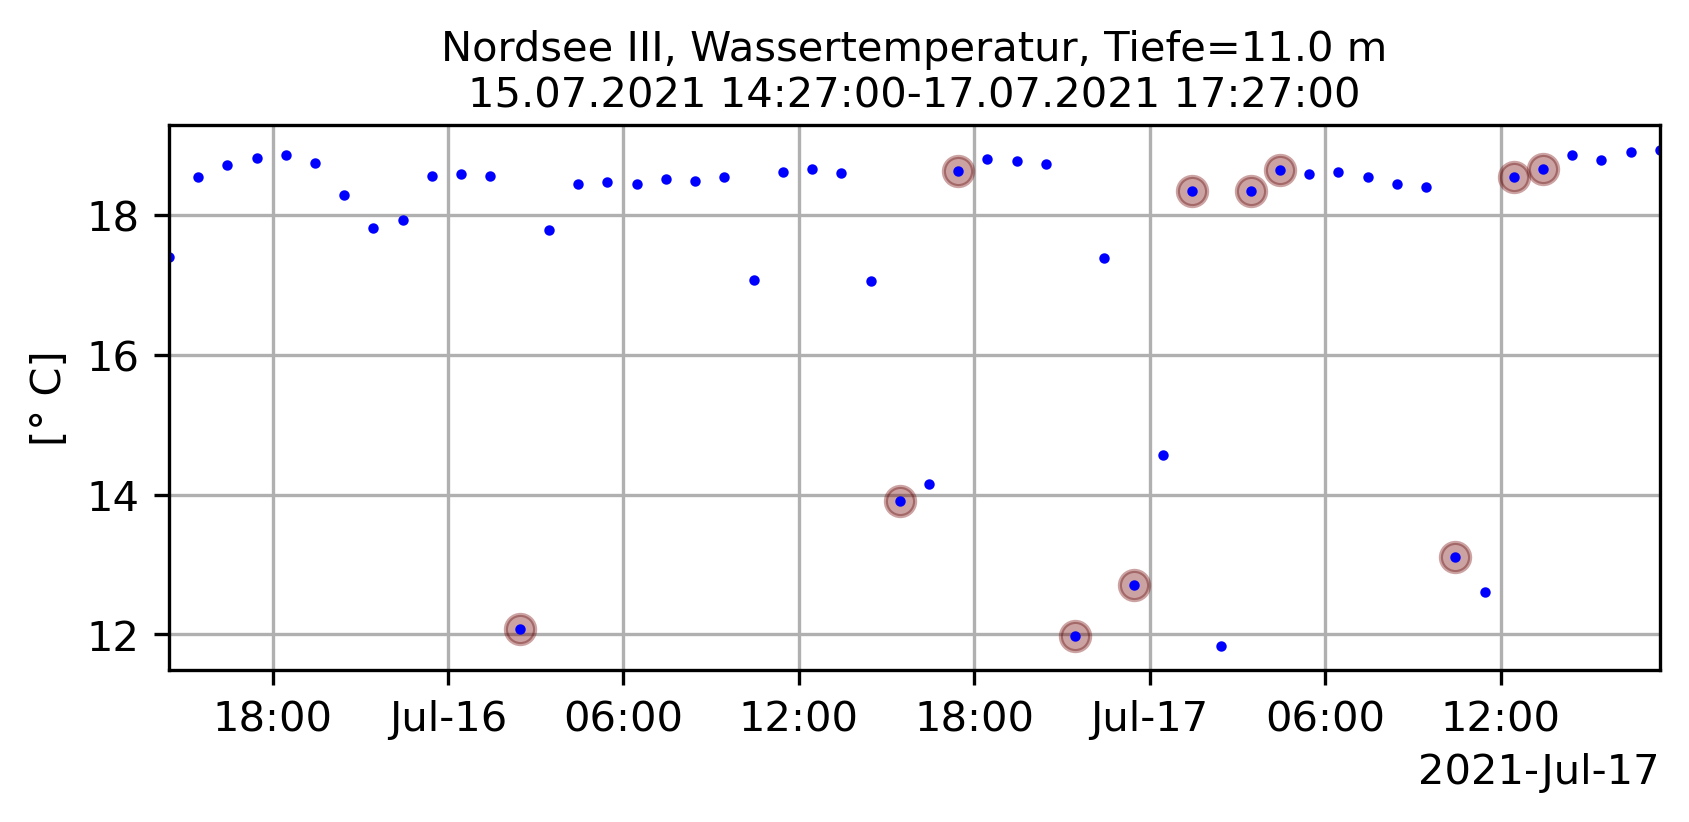 Nordsee III, Wassertemperatur, Tiefe=11.0 m
15.07.2021 14:27:00-17.07.2021 17:27:00
18
16
14
12
[° C]
18:00 Jul-16 06:00 12:00 18:00 Jul-17 06:00 12:00
2021-Jul-17